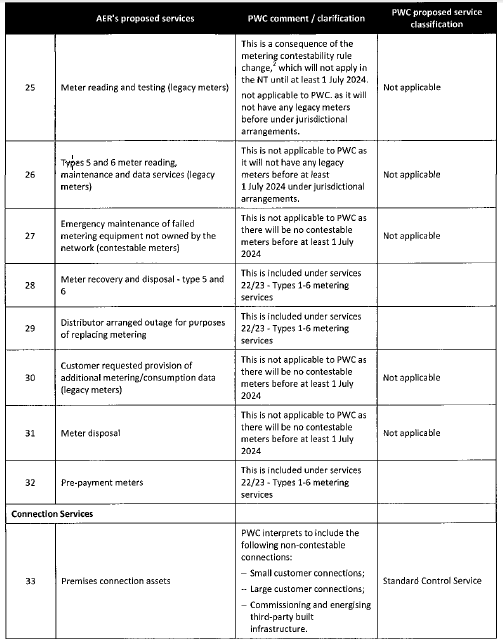 AER's proposed services
PWC comment / clarification
PWC proposed service
classification
25
Meter reading and testing (legacy meters)
This is a consequence of the
metering contestability rule
change,2 which will not apply in
the NT until at least 1 July 2024.
not applicable to PWC. as it will
not have any legacy meters
before under jurisdictional
arrangements.
Not applicable
26
Types 5 and 6 meter reading,
maintenance and data services (legacy
meters)
This is not applicable to PWC as
it will not have any legacy
meters before at least
1 July 2024 under jurisdictional
arrangements.
Not applicable
27
Emergency maintenance of failed
metering equipment not owned by the
network (contestable meters)
This is not applicable to PWC as
there will be no contestable
meters before at least 1 July
2024
Not applicable
28
Meter recovery and disposal - type 5 and
6
This is included under services
22/23 - Types 1-6 metering
services
29
Distributor arranged outage for purposes
of replacing metering
This is included under services
22/23 - Types 1-6 metering
services
30
Customer requested provision of
additional metering/consumption data
(legacy meters)
This is not applicable to PWC as
there will be no contestable
meters before at least 1 July
2024
Not applicable
31
Meter disposal
This is not applicable to PWC as
there will be no contestable
meters before at least 1 July
2024
Not applicable
32
Pre-payment meters
This is included under services
22/23 - Types 1-6 metering
services
Connection Services
33
Premises connection assets
PWC interprets to include the
following non-contestable
connections:
– Small customer connections;
– Large customer connections;
– Commissioning and energising
third-party built
infrastructure.
Standard Control Service